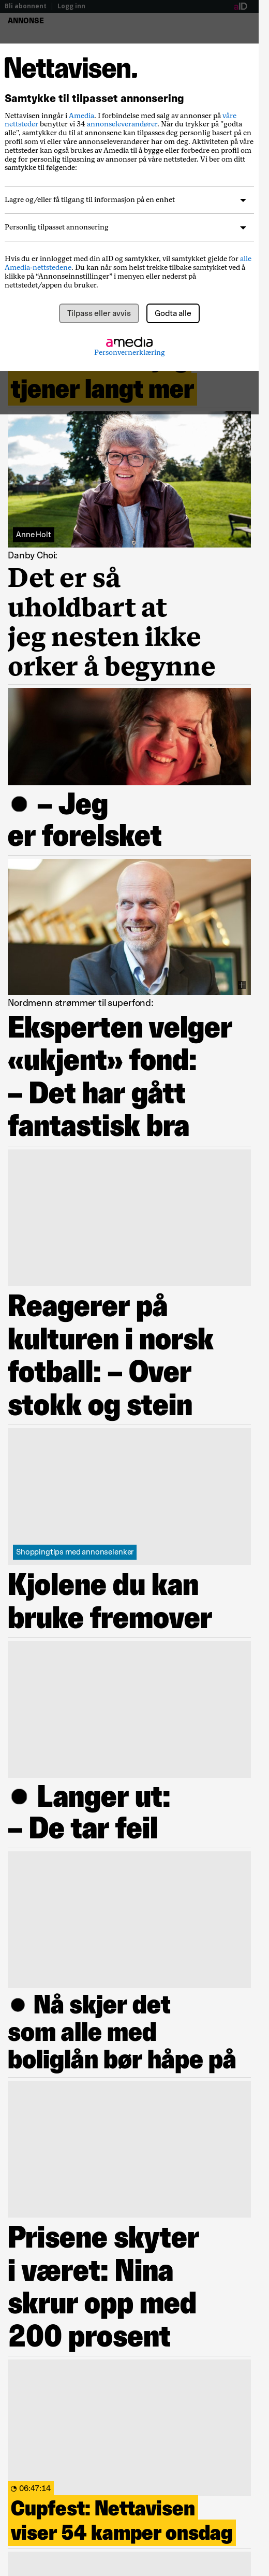 Bli abonnent | Logg inn
aID
ANNONSE
Nettavisen.
Samtykke til tilpasset annonsering
Nettavisen inngår i Amedia. I forbindelse med salg av annonser på våre
nettsteder benytter vi 34 annonseleverandører. Når du trykker på "godta
alle", samtykker du til at annonser kan tilpasses deg personlig basert på en
profil som vi eller våre annonseleverandører har om deg. Aktiviteten på våre
nettsteder kan også brukes av Amedia til å bygge eller forbedre en profil om
deg for personlig tilpasning av annonser på våre nettsteder. Vi ber om ditt
samtykke til følgende:
Lagre og/eller få tilgang til informasjon på en enhet
Personlig tilpasset annonsering
Hvis du er innlogget med din aID og samtykker, vil samtykket gjelde for alle
Amedia-nettstedene. Du kan når som helst trekke tilbake samtykket ved å
klikke på “Annonseinnstillinger” i menyen eller nederst på
nettstedet/appen du bruker.
Tilpass eller avvis
Godta alle
amedia
Personvernerklæring
tjener langt mer
Anne Holt
Danby Choi:
Det er så
uholdbart at
jeg nesten ikke
orker å begynne
● – Jeg
er forelsket
Nordmenn strømmer til superfond:
Eksperten velger
«ukjent» fond:
– Det har gått
fantastisk bra
Reagerer på
kulturen i norsk
fotball: – Over
stokk og stein
Shoppingtips med annonselenker
Kjolene du kan
bruke fremover
● Langer ut:
– De tar feil
● Nå skjer det
som alle med
boliglån bør håpe på
Prisene skyter
i været: Nina
skrur opp med
200 prosent
06:47:14
Cupfest: Nettavisen
viser 54 kamper onsdag